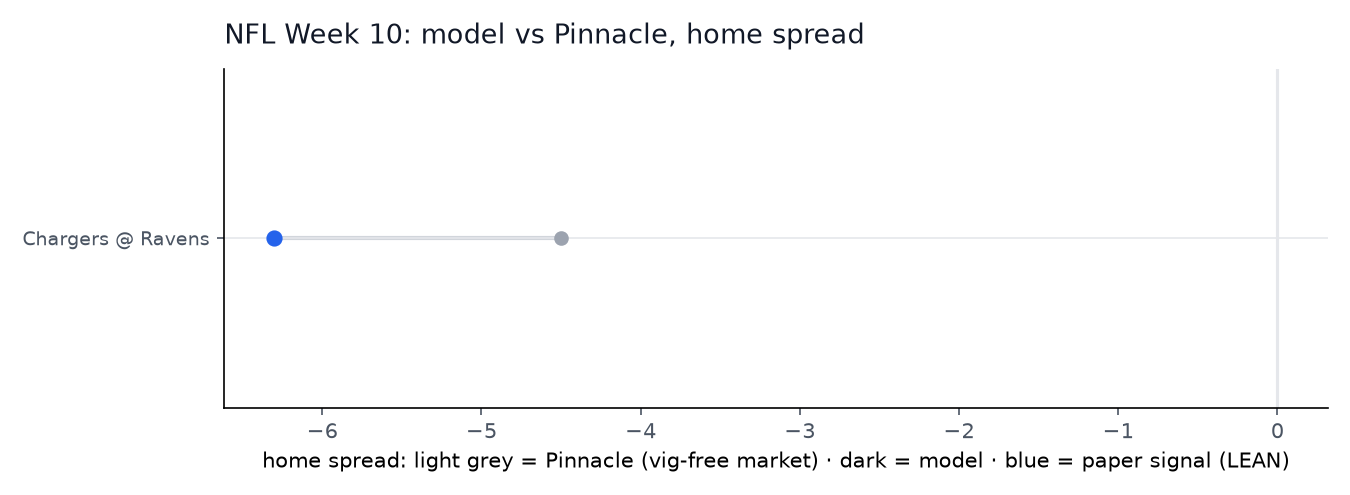 NFL Week 10: model vs Pinnacle, home spread
Chargers @ Ravens
−6 −5 −4 −3 −2 −1 0
home spread: light grey = Pinnacle (vig-free market) · dark = model · blue = paper signal (LEAN)